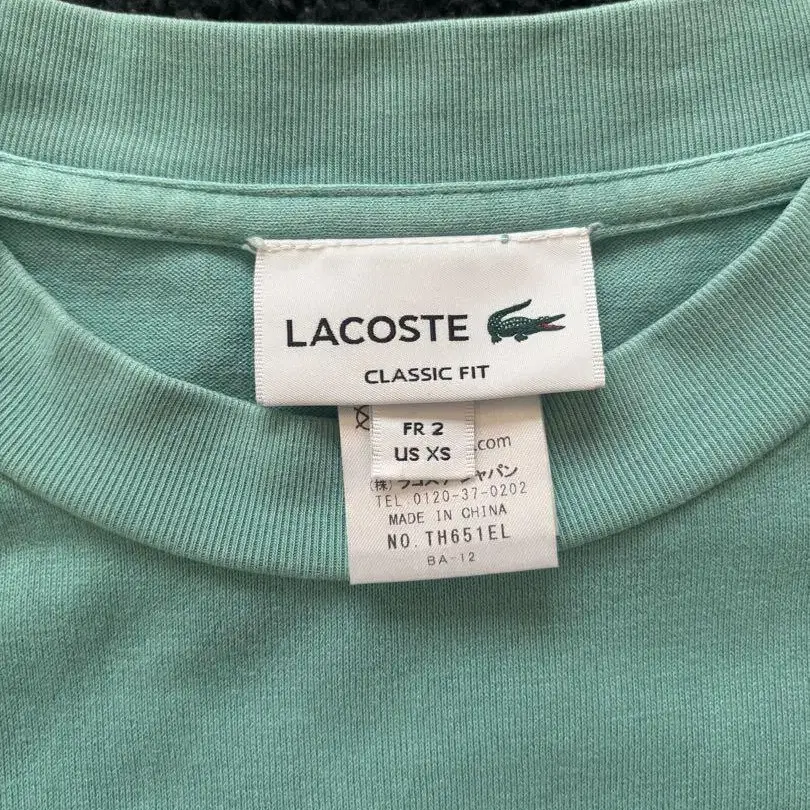 LACOSTE
CLASSIC FIT
FR 2
US XS
.com
(株) ラコステ ジャパン
TEL.0120-37-0202
MADE IN CHINA
NO.TH651EL
BA-12